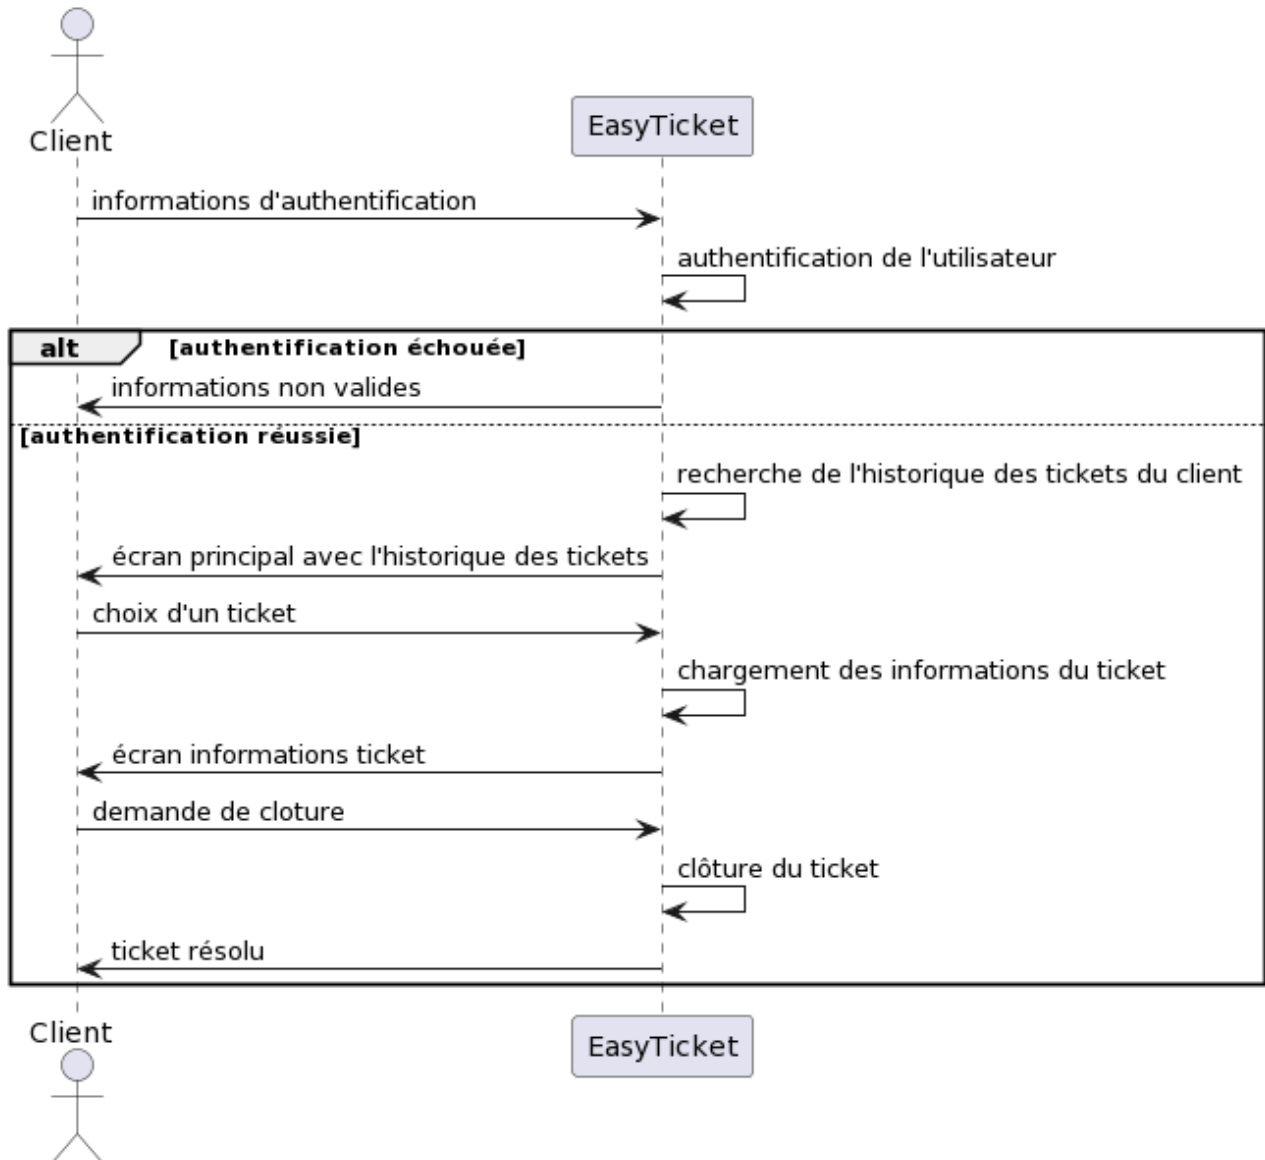 Client
EasyTicket
informations d'authentification
authentification de l'utilisateur
alt [authentification échouée]
informations non valides
[authentification réussie]
recherche de l'historique des tickets du client
écran principal avec l'historique des tickets
choix d'un ticket
chargement des informations du ticket
écran informations ticket
demande de cloture
clôture du ticket
ticket résolu
Client
EasyTicket